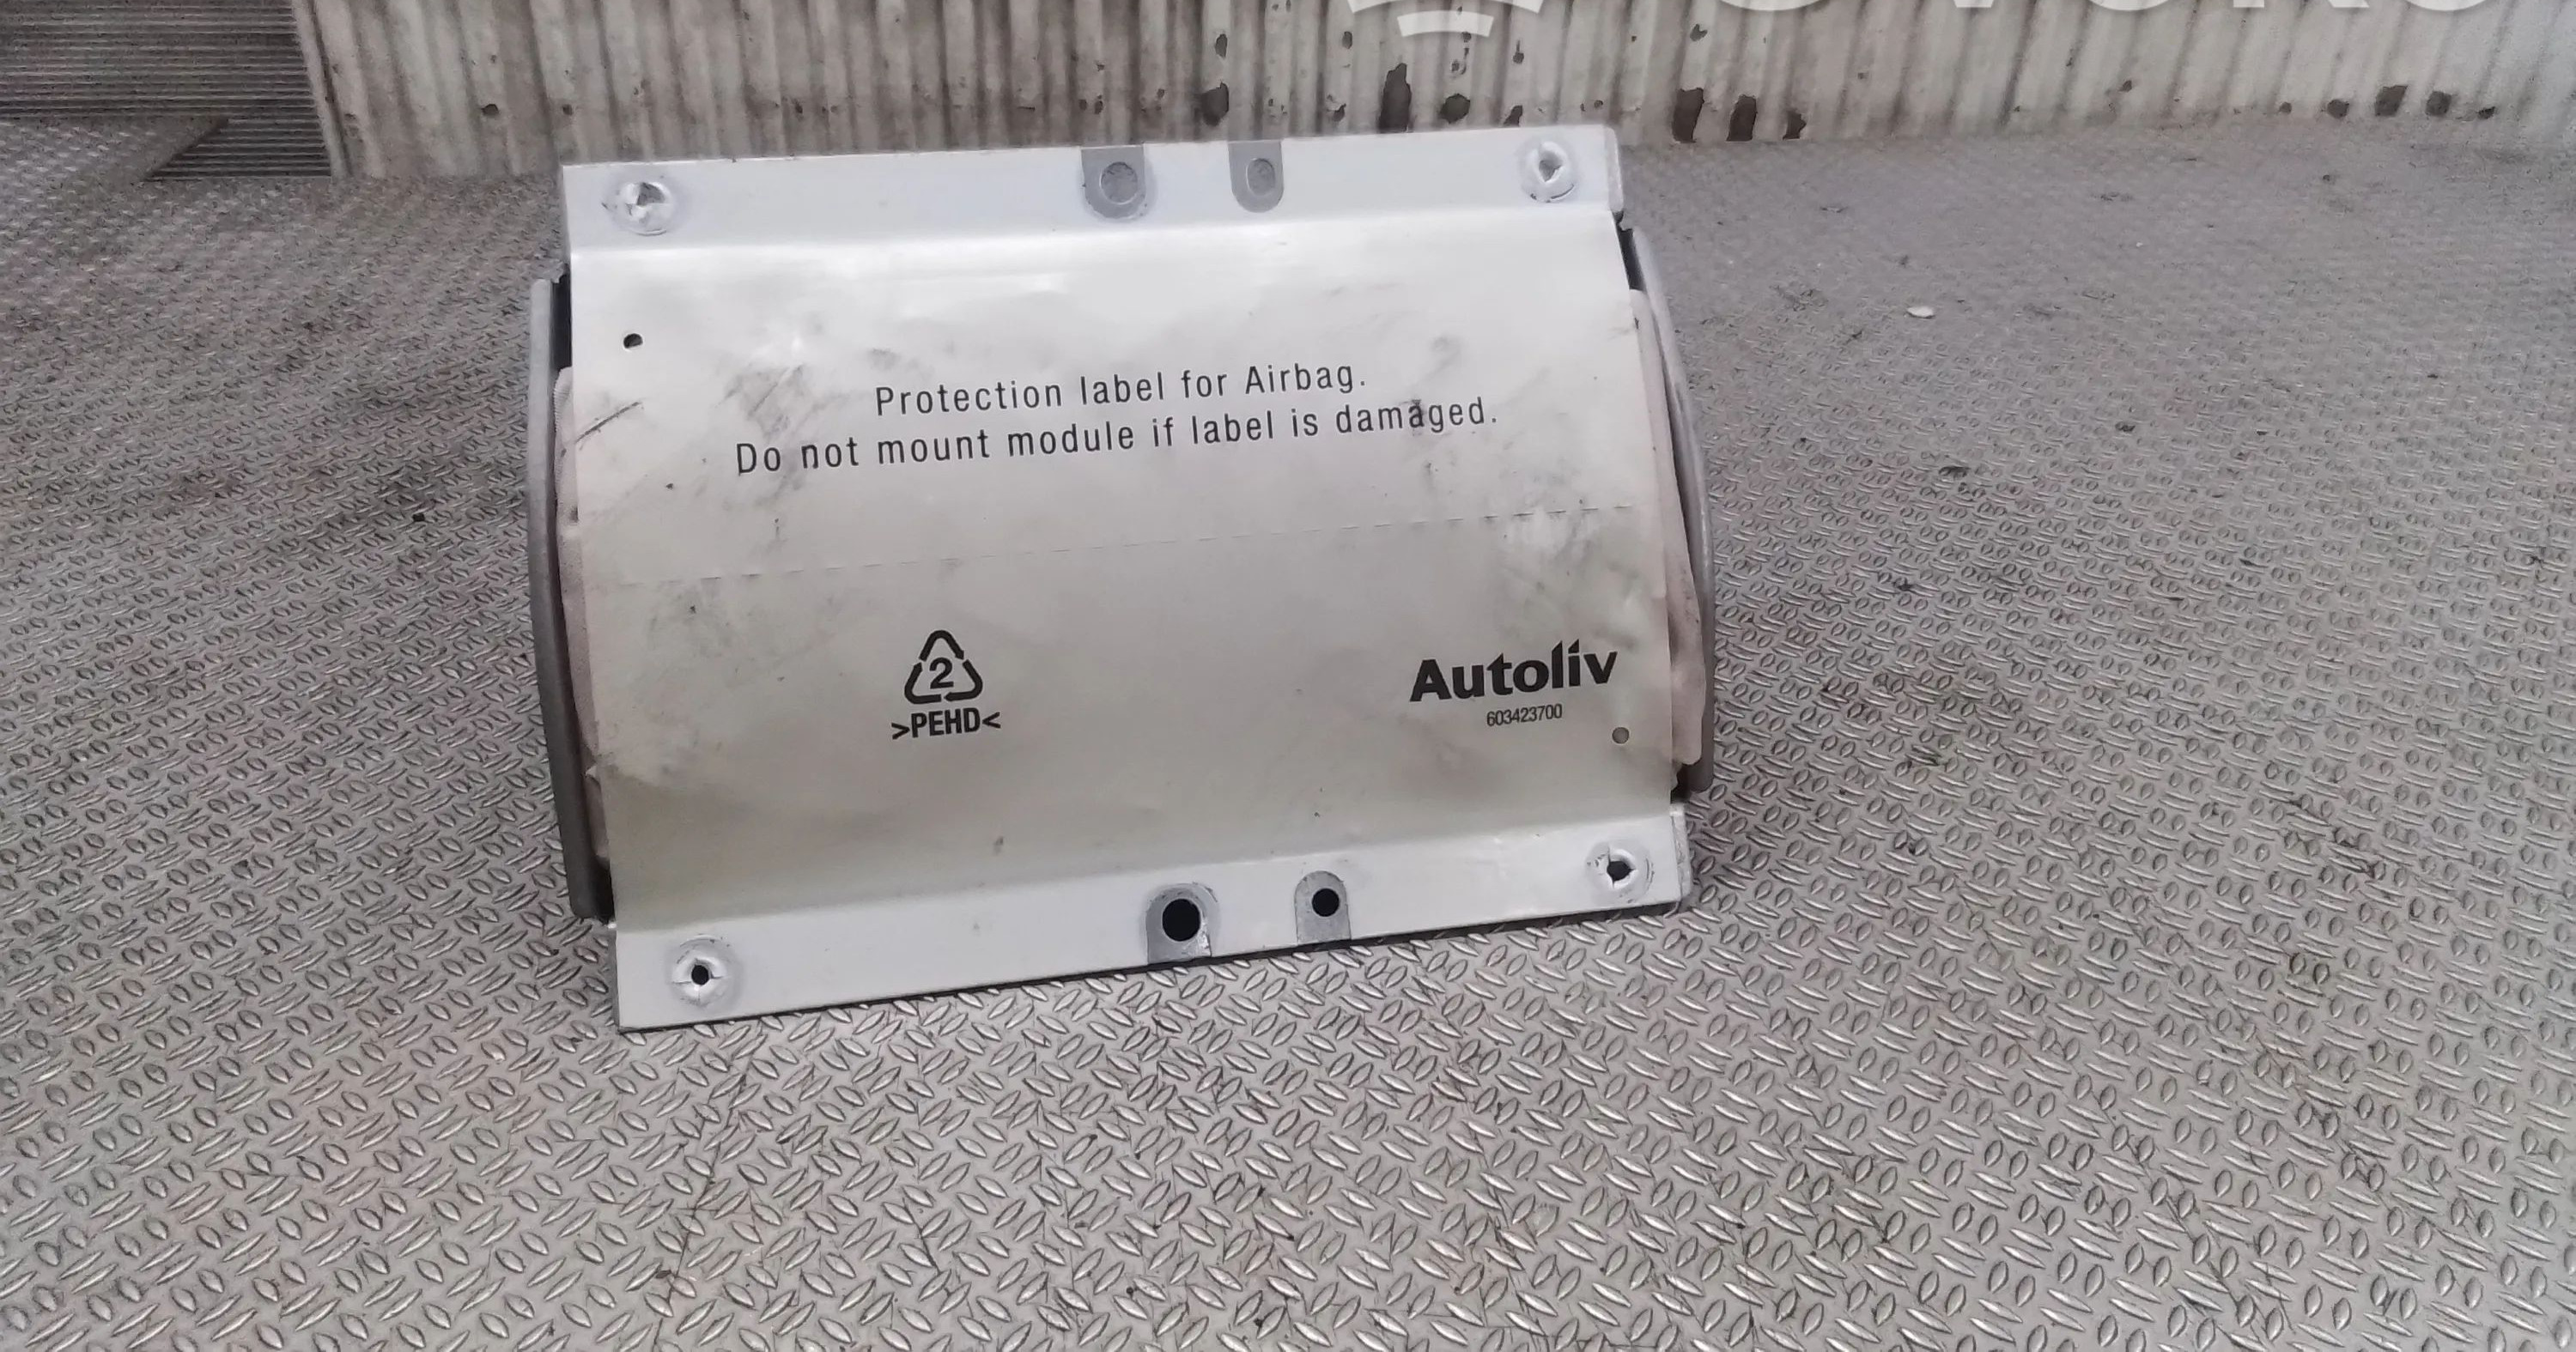 Protection label for Airbag.
Do not mount module if label is damaged.
2
>PEHD<
Autoliv
603423700